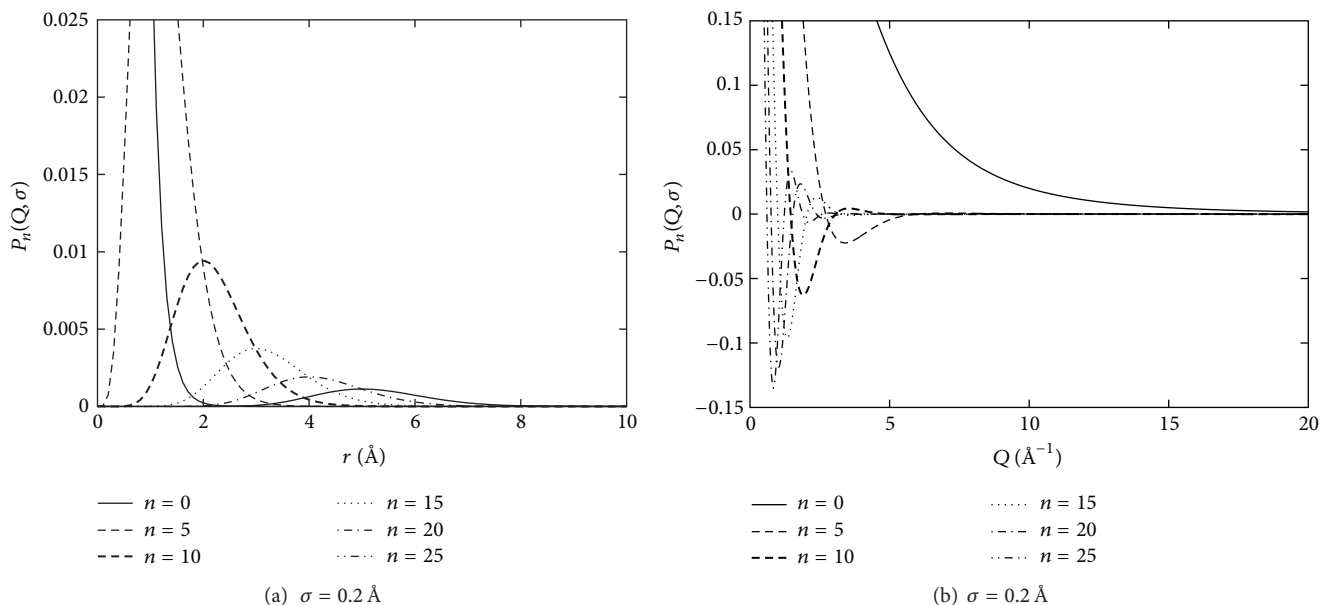 0.025
0.02
0.015
0.01
0.005
0
P_n(Q, σ)
0 2 4 6 8 10
r (Å)
n = 0
n = 5
n = 10
n = 15
n = 20
n = 25
(a) σ = 0.2 Å
0.15
0.1
0.05
0
−0.05
−0.1
−0.15
P_n(Q, σ)
0 5 10 15 20
Q (Å⁻¹)
n = 0
n = 5
n = 10
n = 15
n = 20
n = 25
(b) σ = 0.2 Å